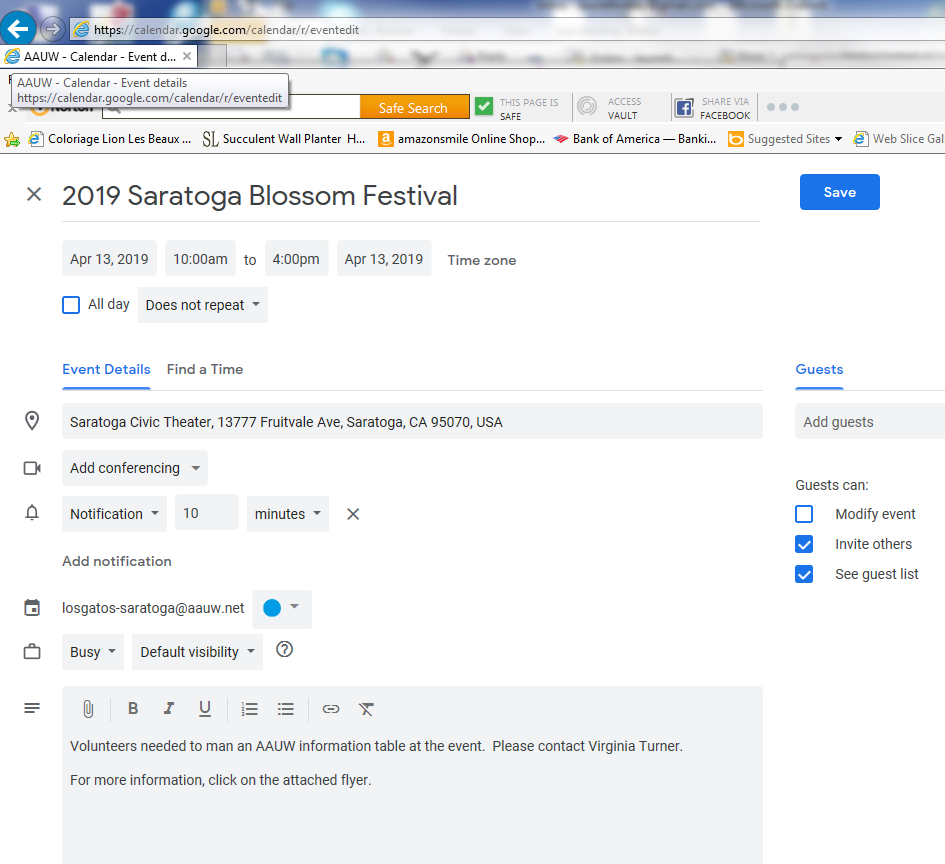 https://calendar.google.com/calendar/r/eventedit
AAUW - Calendar - Event d...
AAUW - Calendar - Event details
https://calendar.google.com/calendar/r/eventedit
Norton
Safe Search
THIS PAGE IS SAFE
ACCESS VAULT
SHARE VIA FACEBOOK
Coloriage Lion Les Beaux ... SL Succulent Wall Planter H... a amazonsmile Online Shop... Bank of America — Banki... b Suggested Sites Web Slice Gal
2019 Saratoga Blossom Festival
Save
Apr 13, 2019 10:00am to 4:00pm Apr 13, 2019 Time zone
All day Does not repeat
Event Details Find a Time
Guests
Saratoga Civic Theater, 13777 Fruitvale Ave, Saratoga, CA 95070, USA
Add guests
Add conferencing
Guests can:
Notification 10 minutes
Modify event
Invite others
Add notification
See guest list
losgatos-saratoga@aauw.net
Busy Default visibility
B I U
Volunteers needed to man an AAUW information table at the event. Please contact Virginia Turner.
For more information, click on the attached flyer.